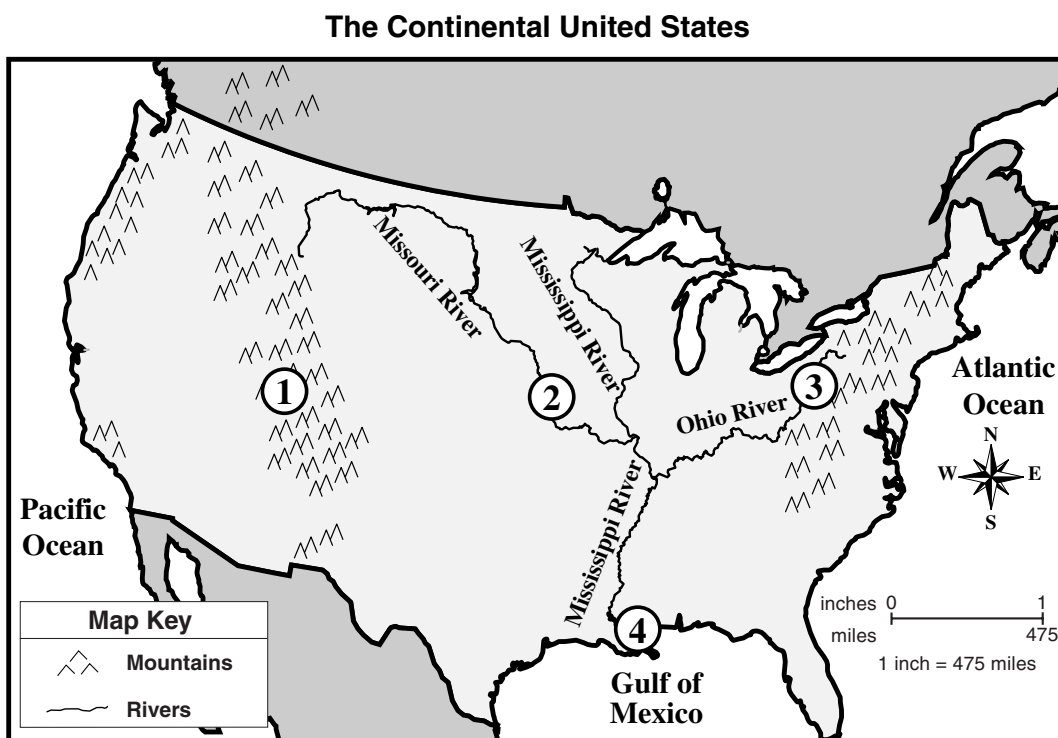 The Continental United States
Missouri River
Mississippi River
1
2
3
Ohio River
Atlantic
Ocean
N
W E
S
Mississippi River
Pacific
Ocean
4
Gulf of
Mexico
Map Key
Mountains
Rivers
inches 0 1
miles 475
1 inch = 475 miles